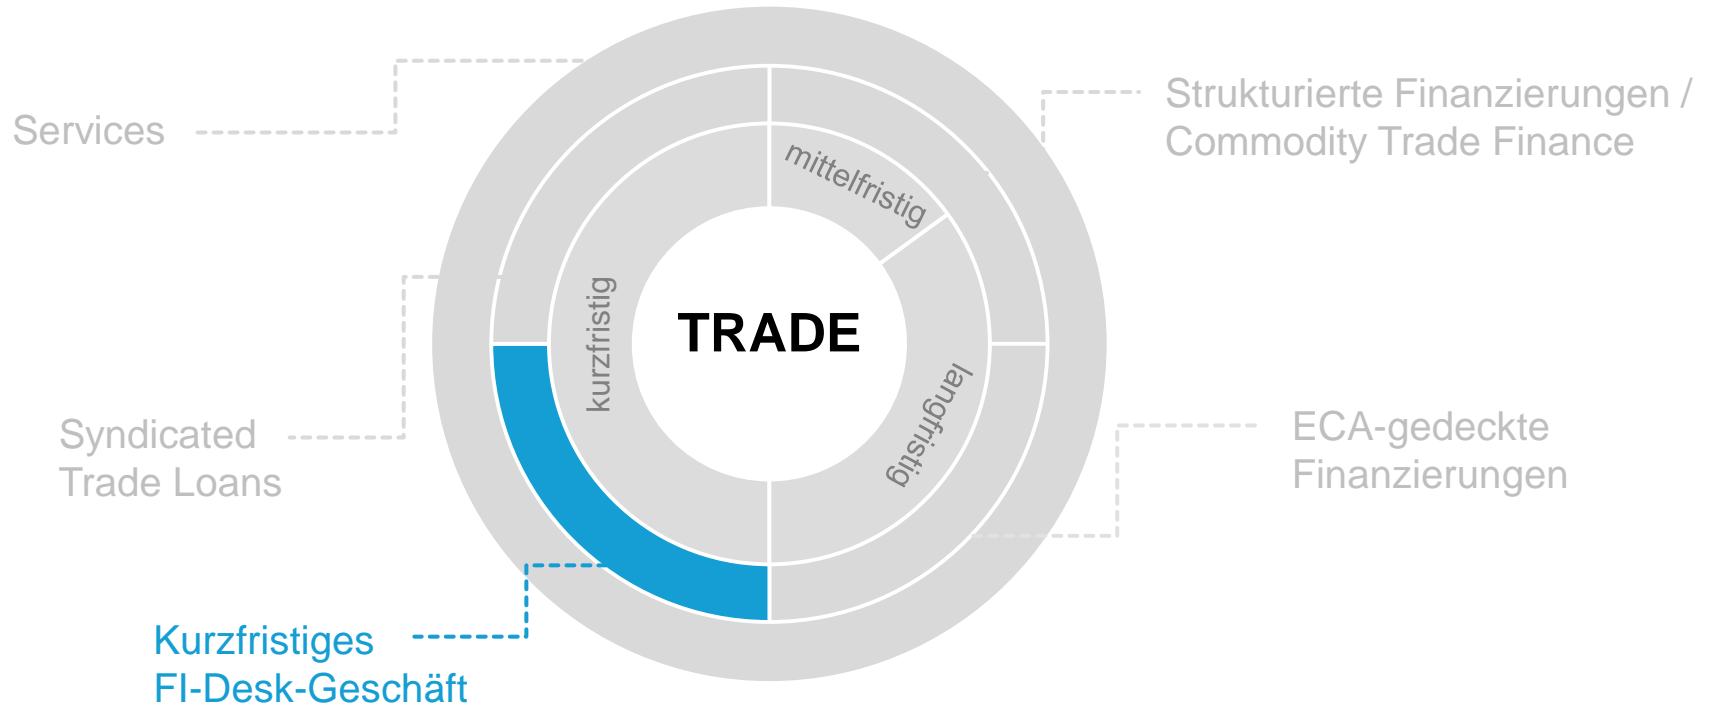 Services
Strukturierte Finanzierungen /
Commodity Trade Finance
mittelfristig
kurzfristig
TRADE
langfristig
Syndicated
Trade Loans
ECA-gedeckte
Finanzierungen
Kurzfristiges
FI-Desk-Geschäft